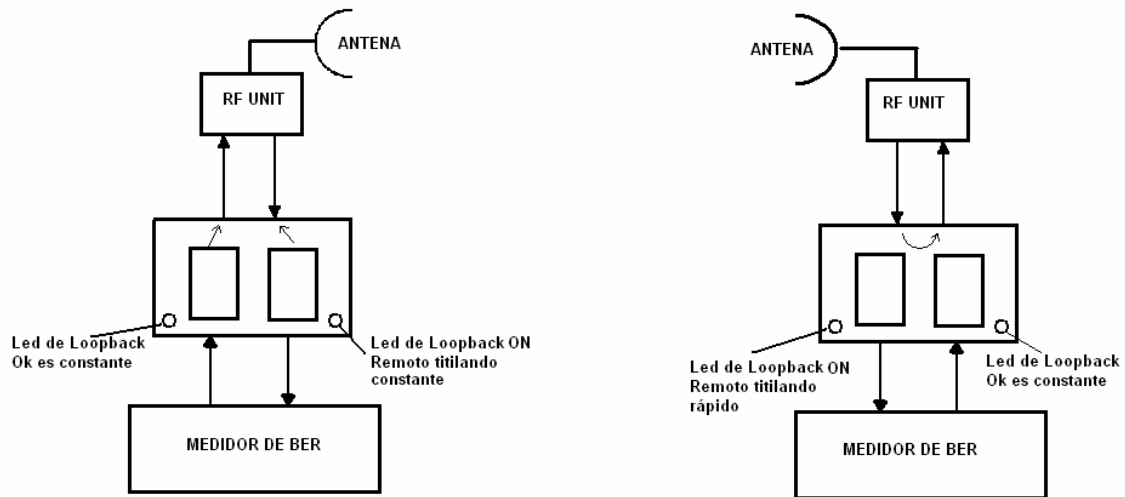 ANTENA
RF UNIT
Led de Loopback
Ok es constante
Led de Loopback ON
Remoto titilando
constante
MEDIDOR DE BER
ANTENA
RF UNIT
Led de Loopback ON
Remoto titilando
rápido
Led de Loopback
Ok es constante
MEDIDOR DE BER